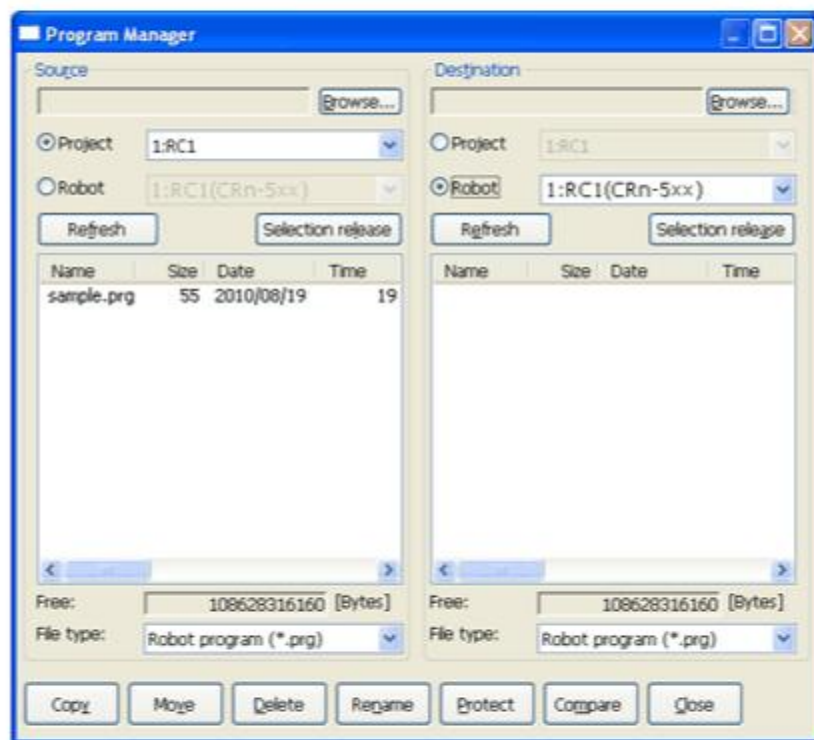 Program Manager
Source
Browse...
Project 1:RC1
Robot 1:RC1(CRn-5xx)
Refresh Selection release
Name Size Date Time
sample.prg 55 2010/08/19 19
Free: 108628316160 [Bytes]
File type: Robot program (*.prg)
Destination
Browse...
Project 1:RC1
Robot 1:RC1(CRn-5xx)
Refresh Selection release
Name Size Date Time
Free: 108628316160 [Bytes]
File type: Robot program (*.prg)
Copy Move Delete Rename Protect Compare Close